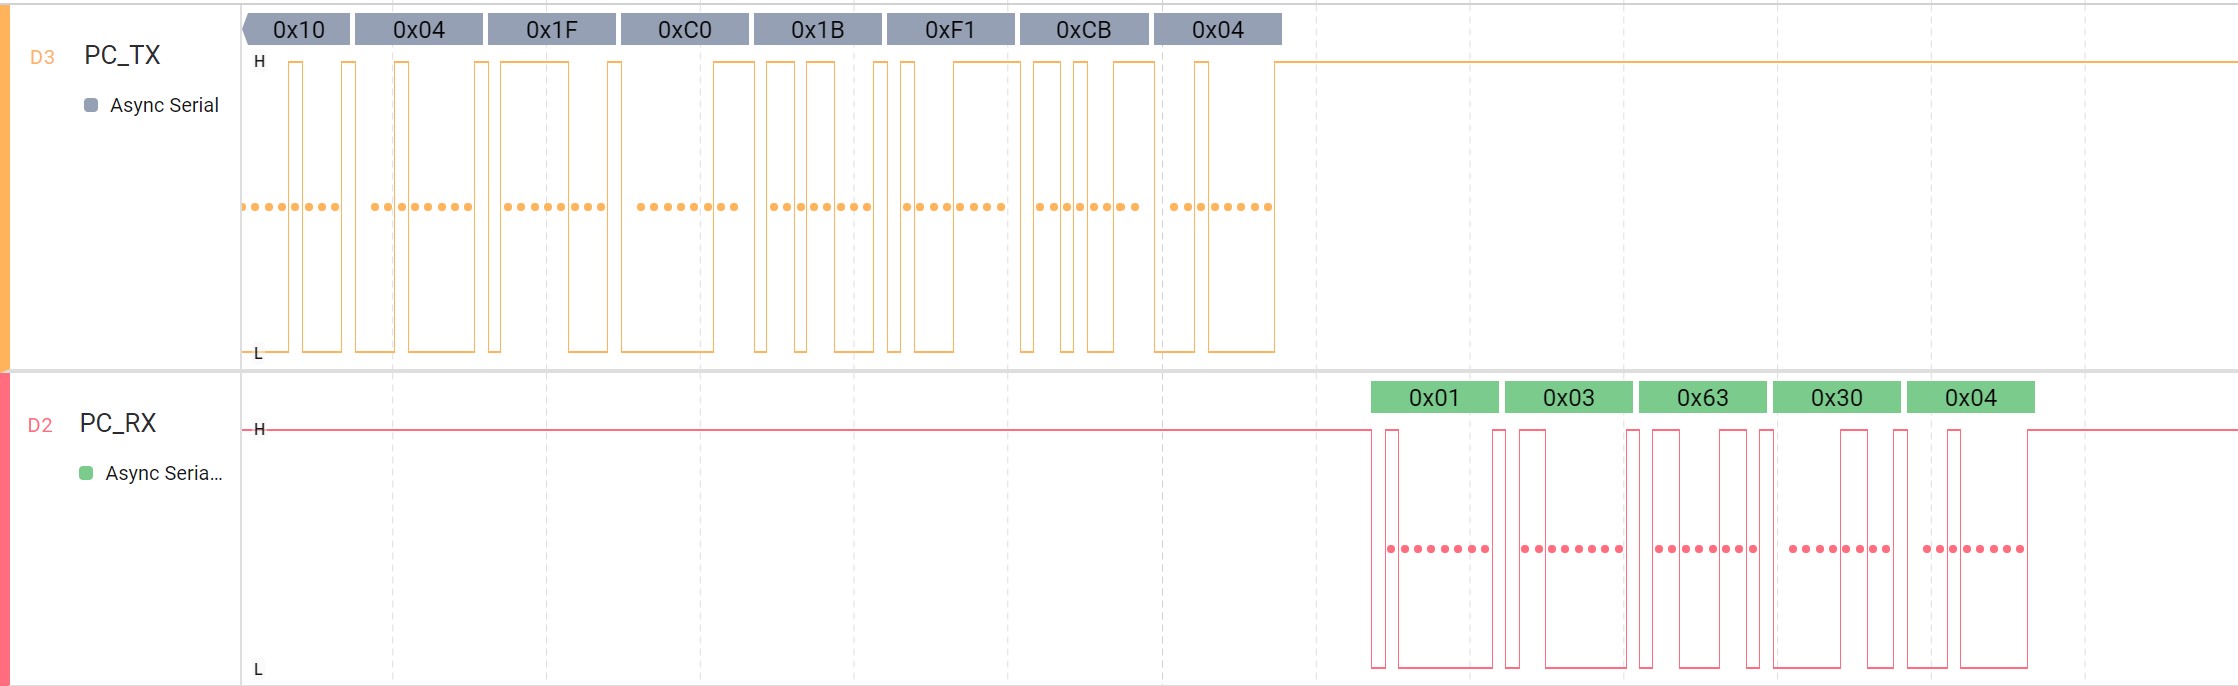 0x10 0x04 0x1F 0xC0 0x1B 0xF1 0xCB 0x04
D3 PC_TX H
Async Serial
L
0x01 0x03 0x63 0x30 0x04
D2 PC_RX H
Async Seria...
L